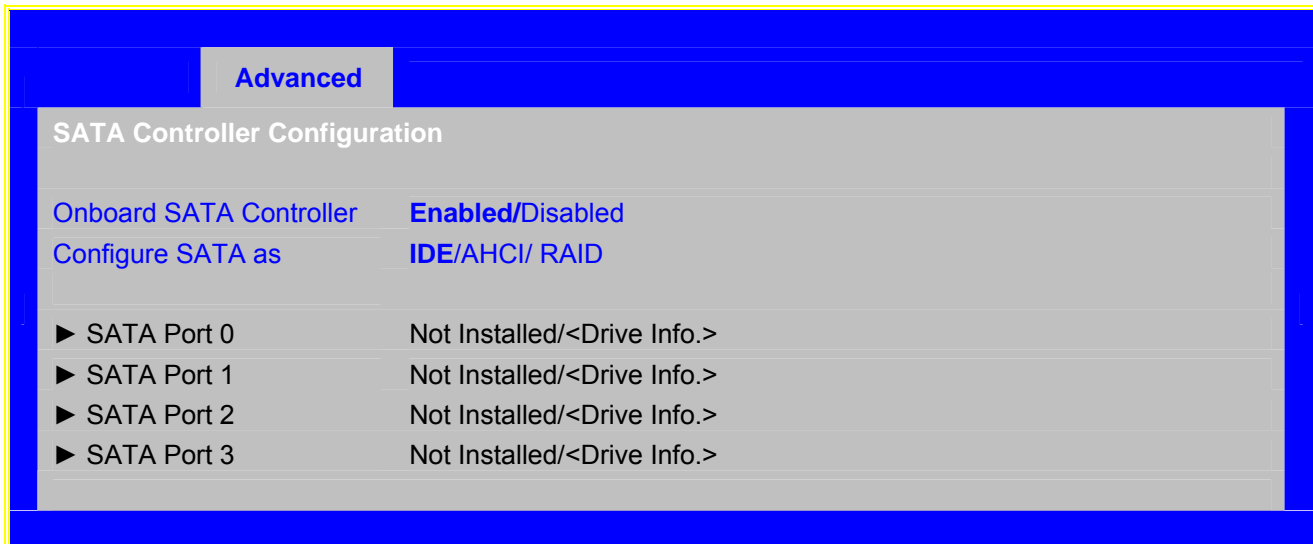 Advanced
SATA Controller Configuration
Onboard SATA Controller Enabled/Disabled
Configure SATA as IDE/AHCI/ RAID
► SATA Port 0 Not Installed/<Drive Info.>
► SATA Port 1 Not Installed/<Drive Info.>
► SATA Port 2 Not Installed/<Drive Info.>
► SATA Port 3 Not Installed/<Drive Info.>